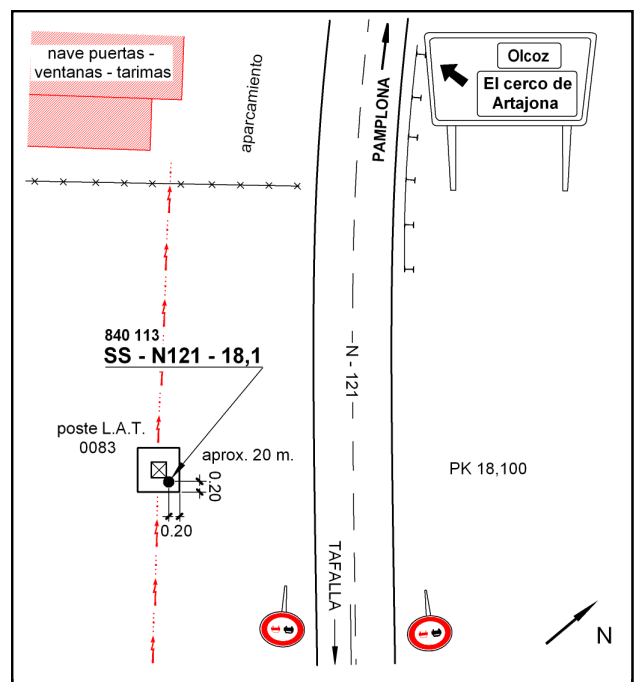 nave puertas -
ventanas - tarimas
aparcamiento
PAMPLONA
Olcoz
El cerco de
Artajona
840 113
SS - N121 - 18,1
N - 121
poste L.A.T.
0083
aprox. 20 m.
0.20
0.20
PK 18,100
TAFALLA
N